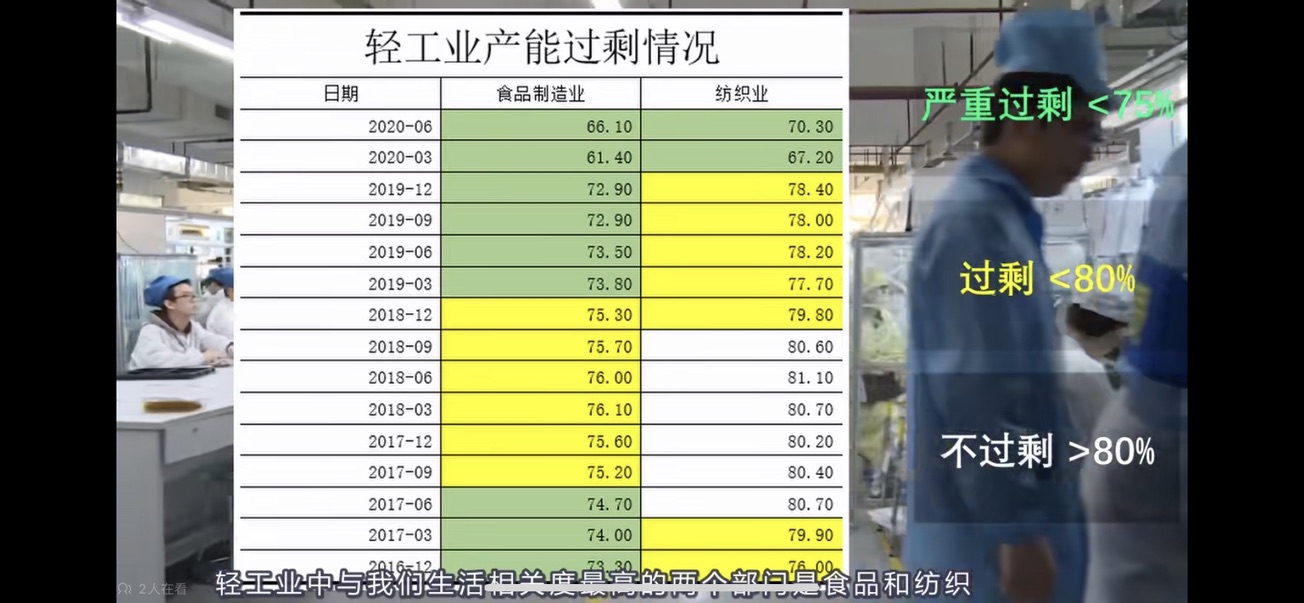 轻工业产能过剩情况
日期 食品制造业 纺织业
2020-06 66.10 70.30
2020-03 61.40 67.20
2019-12 72.90 78.40
2019-09 72.90 78.00
2019-06 73.50 78.20
2019-03 73.80 77.70
2018-12 75.30 79.80
2018-09 75.70 80.60
2018-06 76.00 81.10
2018-03 76.10 80.70
2017-12 75.60 80.20
2017-09 75.20 80.40
2017-06 74.70 80.70
2017-03 74.00 79.90
2016-12 73.30 76.00
严重过剩 <75%
过剩 <80%
不过剩 >80%
2人在看
轻工业中与我们生活相关度最高的两个部门是食品和纺织